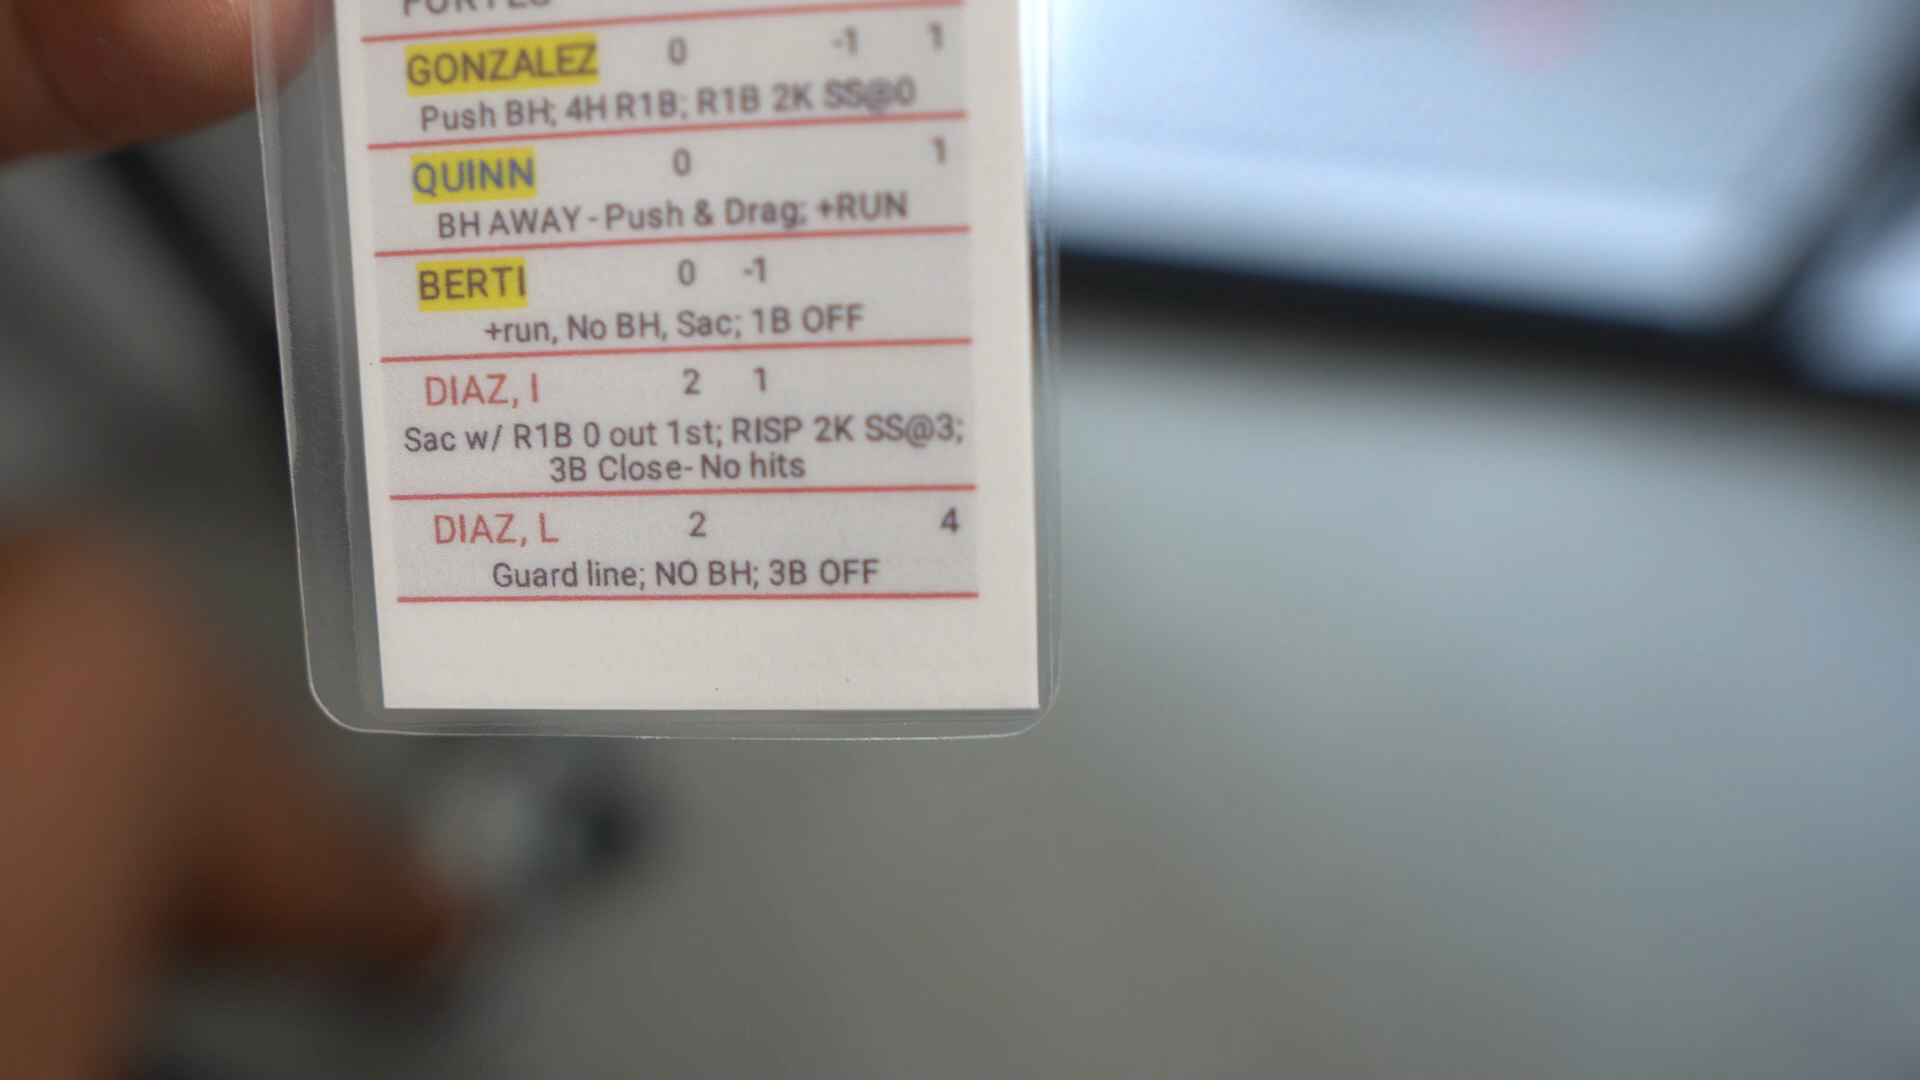 FORTES
GONZALEZ 0 -1 1
Push BH; 4H R1B; R1B 2K SS@0
QUINN 0 1
BH AWAY - Push & Drag; +RUN
BERTI 0 -1
+run, No BH, Sac; 1B OFF
DIAZ, I 2 1
Sac w/ R1B 0 out 1st; RISP 2K SS@3;
3B Close- No hits
DIAZ, L 2 4
Guard line; NO BH; 3B OFF